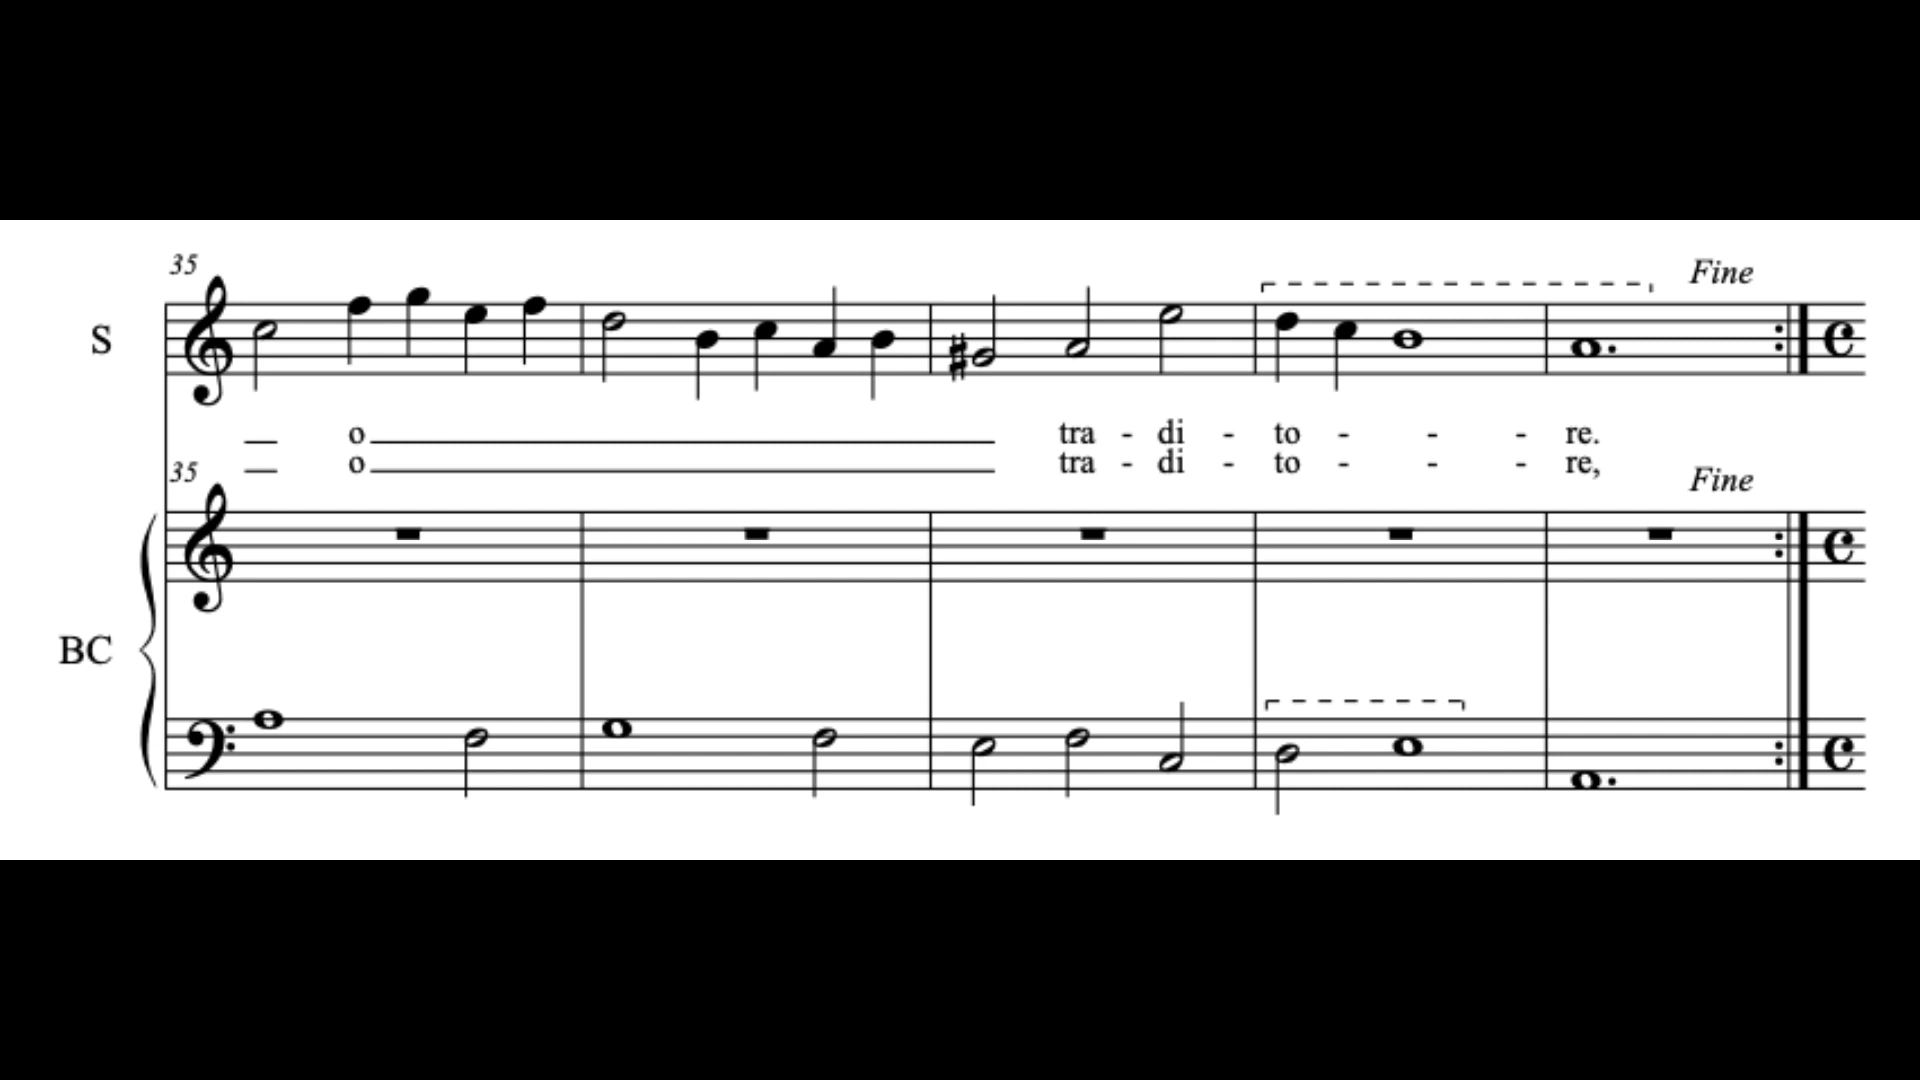 35
Fine
S
o tra - di - to - - - re.
o tra - di - to - - - re,
35
Fine
BC